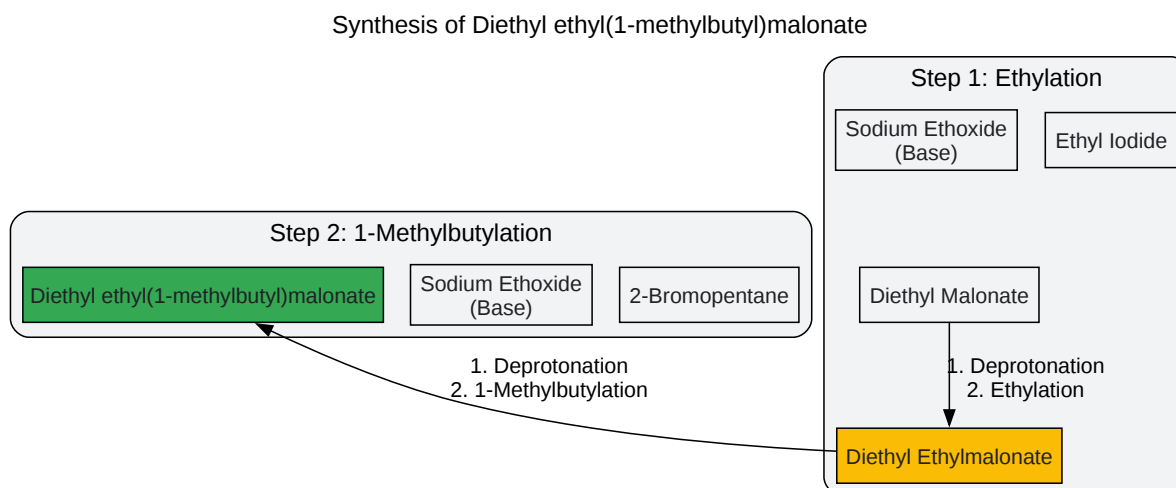 Synthesis of Diethyl ethyl(1-methylbutyl)malonate
Step 1: Ethylation
Sodium Ethoxide
(Base)
Ethyl Iodide
Step 2: 1-Methylbutylation
Diethyl ethyl(1-methylbutyl)malonate
Sodium Ethoxide
(Base)
2-Bromopentane
Diethyl Malonate
1. Deprotonation
2. 1-Methylbutylation
1. Deprotonation
2. Ethylation
Diethyl Ethylmalonate